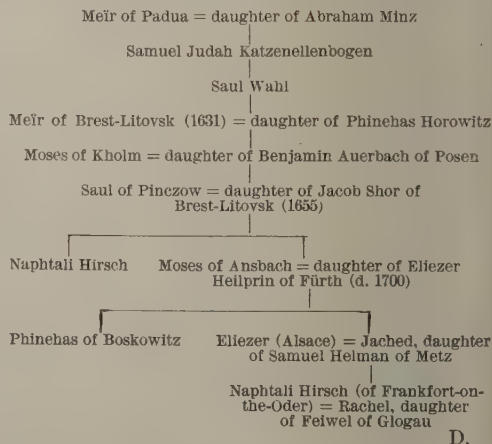 Meïr of Padua = daughter of Abraham Minz
Samuel Judah Katzenellenbogen
Saul Wahl
Meïr of Brest-Litovsk (1631) = daughter of Phinehas Horowitz
Moses of Kholm = daughter of Benjamin Auerbach of Posen
Saul of Pinczow = daughter of Jacob Shor of
Brest-Litovsk (1655)
Naphtali Hirsch
Moses of Ansbach = daughter of Eliezer
Heilprin of Fürth (d. 1700)
Phinehas of Boskowitz
Eliezer (Alsace) = Jached, daughter
of Samuel Helman of Metz
Naphtali Hirsch (of Frankfort-on-
the-Oder) = Rachel, daughter
of Feiwel of Glogau
D.